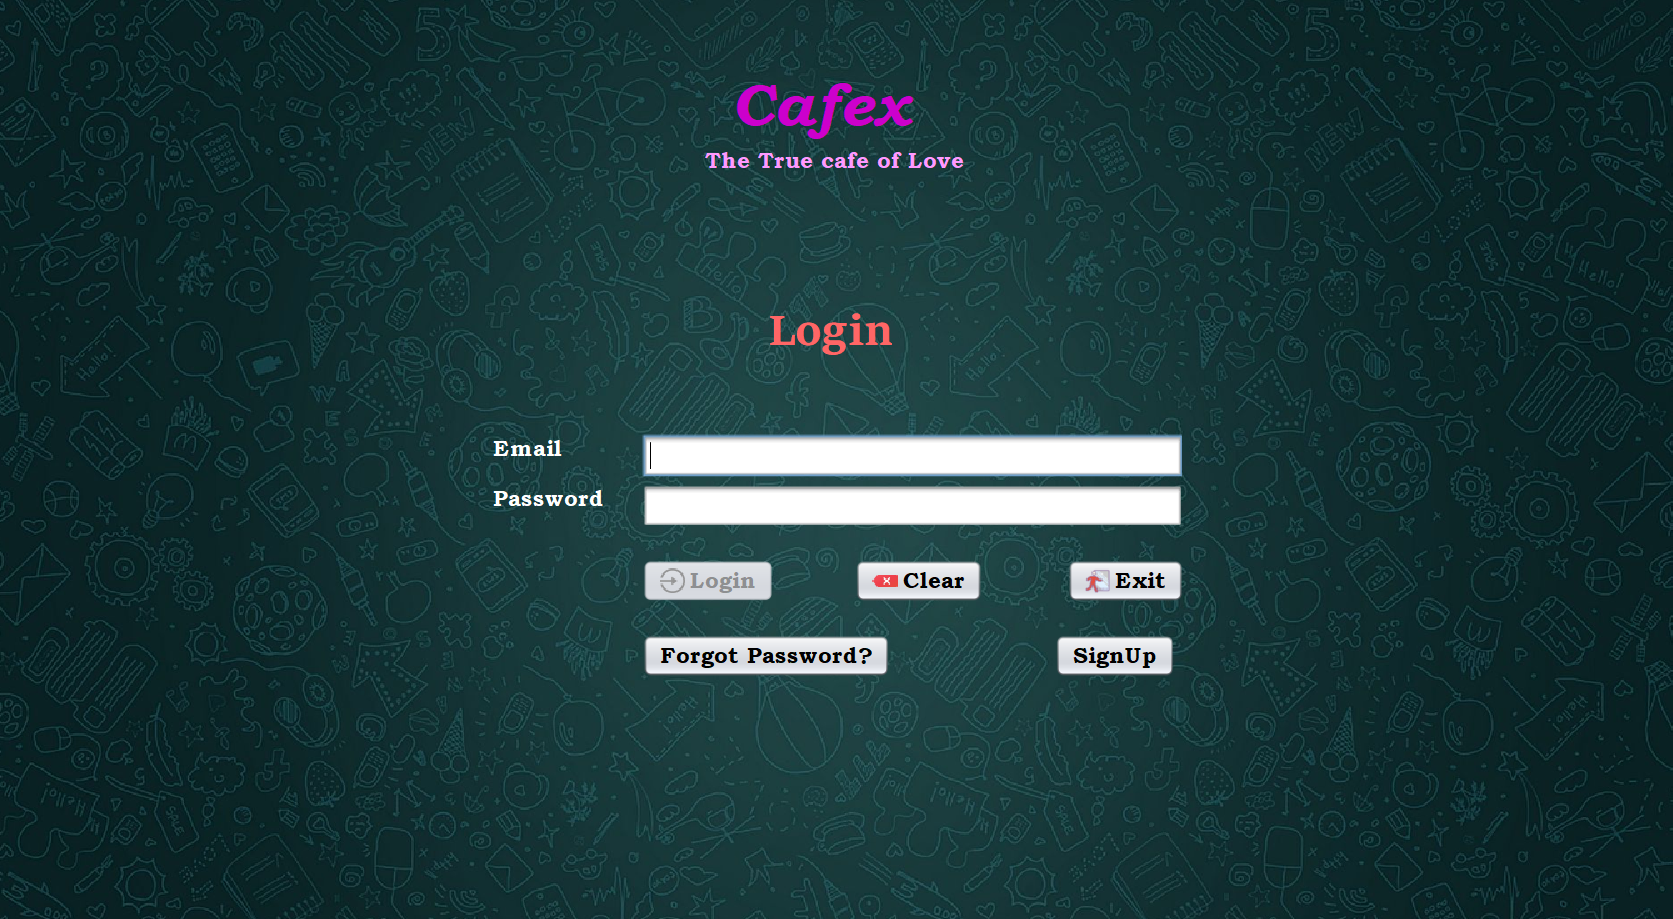 Cafex
The True cafe of Love
Login
Email
Password
Login Clear Exit
Forgot Password? SignUp